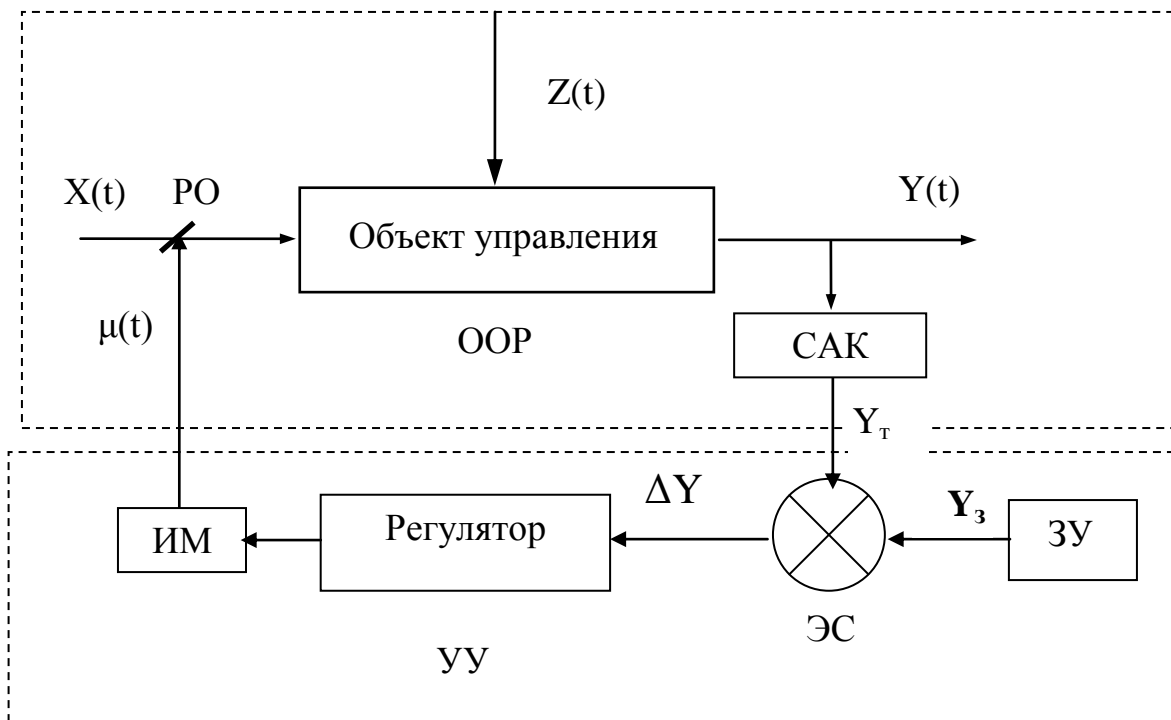 Z(t)
X(t) РО
Y(t)
Объект управления
μ(t)
ООР
САК
Yт
ΔY
Yз
ИМ
Регулятор
ЗУ
ЭС
УУ